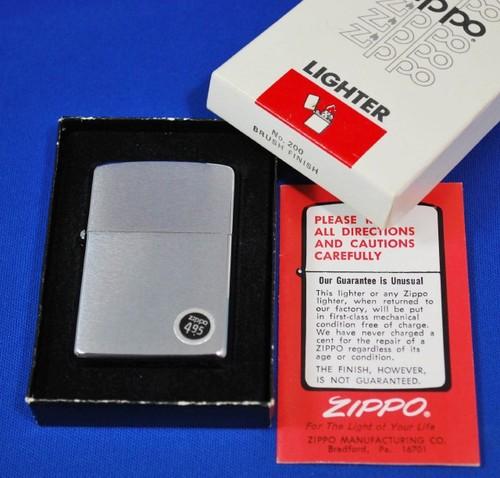 Zippo
Zippo
Zippo
Zippo
LIGHTER
No. 200
BRUSH FINISH
ZIPPO
4.95
PLEASE
ALL DIRECTIONS
AND CAUTIONS
CAREFULLY
Our Guarantee is Unusual
This lighter or any Zippo
lighter, when returned to
our factory, will be put
in first-class mechanical
condition free of charge.
We have never charged a
cent for the repair of a
ZIPPO regardless of its
age or condition.
THE FINISH, HOWEVER,
IS NOT GUARANTEED.
ZIPPO.
For The Light of Your Life
ZIPPO MANUFACTURING CO.
Bradford, Pa. 16701